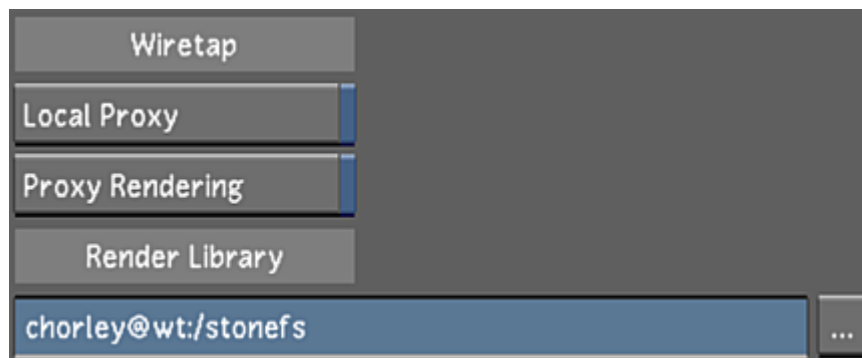 Wiretap
Local Proxy
Proxy Rendering
Render Library
chorley@wt:/stonefs
...